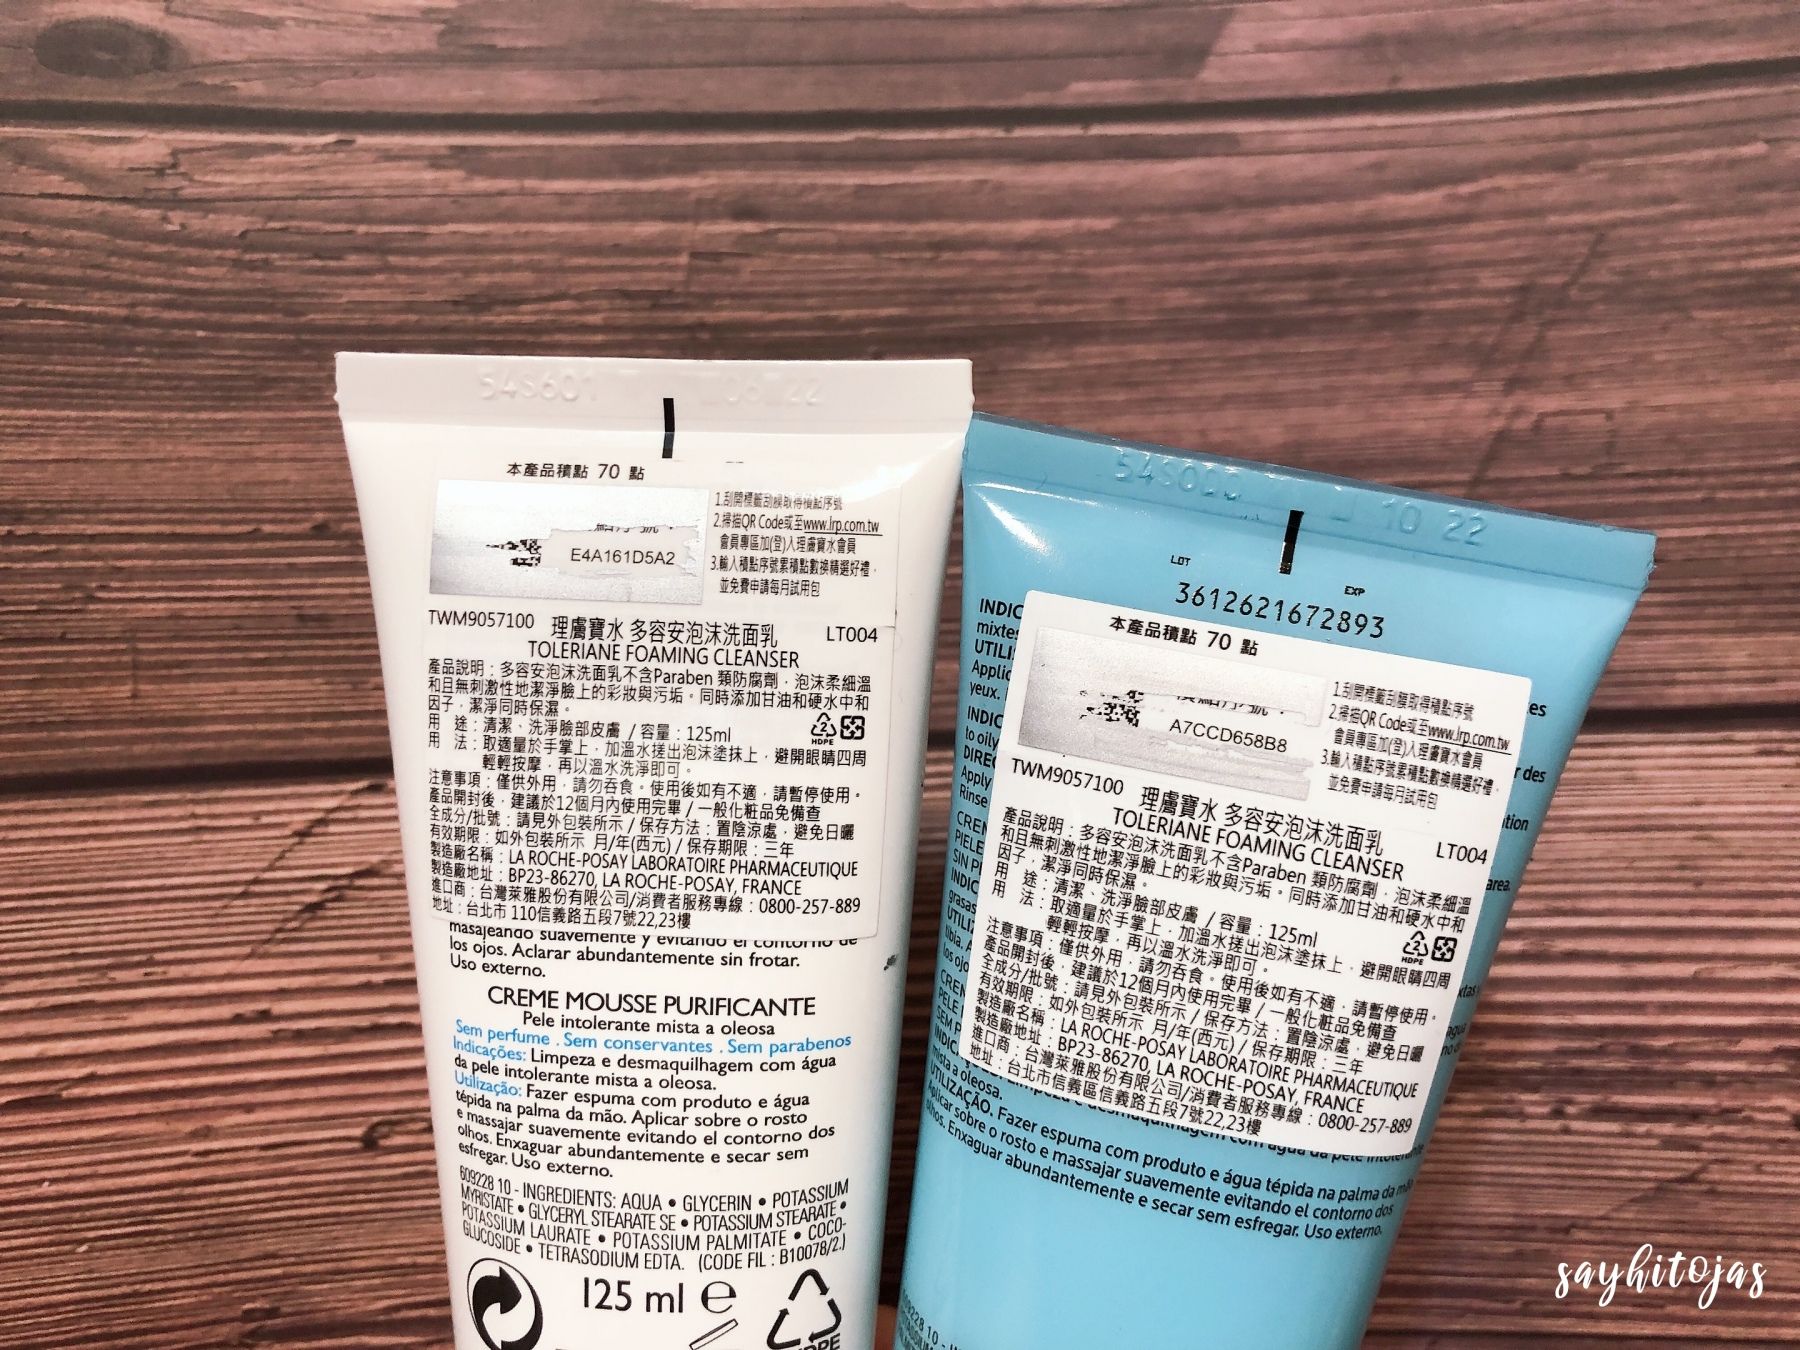 54S601 08 22
本產品積點 70 點
1.刮開標籤刮膜取得積點序號
2.掃描QR Code或至www.lrp.com.tw
會員專區加(登)入理膚寶水會員
3.輸入積點序號累積點數換精選好禮，
並免費申請每月試用包
E4A161D5A2
TWM9057100 理膚寶水 多容安泡沫洗面乳 LT004
TOLERIANE FOAMING CLEANSER
產品說明：多容安泡沫洗面乳不含Paraben 類防腐劑，泡沫柔細溫
和且無刺激性地潔淨臉上的彩妝與污垢。同時添加甘油和硬水中和
因子，潔淨同時保濕。
用 途：清潔、洗淨臉部皮膚 / 容量：125ml
2
HDPE
用 法：取適量於手掌上，加溫水搓出泡沫塗抹上，避開眼睛四周
輕輕按摩，再以溫水洗淨即可。
注意事項：僅供外用，請勿吞食。使用後如有不適，請暫停使用。
產品開封後，建議於12個月內使用完畢 / 一般化粧品免備查
全成分/批號：請見外包裝所示 / 保存方法：置陰涼處，避免日曬
有效期限：如外包裝所示 月/年(西元) / 保存期限：三年
製造廠名稱：LA ROCHE-POSAY LABORATOIRE PHARMACEUTIQUE
製造廠地址：BP23-86270, LA ROCHE-POSAY, FRANCE
進口商：台灣萊雅股份有限公司/消費者服務專線：0800-257-889
地址：台北市 110信義路五段7號22,23樓
masajeando suavemente y evitando el contorno de
los ojos. Aclarar abundantemente sin frotar.
Uso externo.
CREME MOUSSE PURIFICANTE
Pele intolerante mista a oleosa
Sem perfume . Sem conservantes . Sem parabenos
Indicações: Limpeza e desmaquilhagem com água
da pele intolerante mista a oleosa.
Utilização: Fazer espuma com produto e água
tépida na palma da mão. Aplicar sobre o rosto
e massajar suavemente evitando el contorno dos
olhos. Enxaguar abundantemente e secar sem
esfregar. Uso externo.
609228 10 - INGREDIENTS: AQUA • GLYCERIN • POTASSIUM
MYRISTATE • GLYCERYL STEARATE SE • POTASSIUM STEARATE •
POTASSIUM LAURATE • POTASSIUM PALMITATE • COCO-
GLUCOSIDE • TETRASODIUM EDTA. (CODE FIL : B10078/2.)
125 ml e
10 22
LOT EXP
3612621672893
本產品積點 70 點
1.刮開標籤刮膜取得積點序號
2.掃描QR Code或至www.lrp.com.tw
會員專區加(登)入理膚寶水會員
3.輸入積點序號累積點數換精選好禮，
並免費申請每月試用包
A7CCD658B8
TWM9057100 理膚寶水 多容安泡沫洗面乳 LT004
TOLERIANE FOAMING CLEANSER
產品說明：多容安泡沫洗面乳不含Paraben 類防腐劑，泡沫柔細溫
和且無刺激性地潔淨臉上的彩妝與污垢。同時添加甘油和硬水中和
因子，潔淨同時保濕。
用 途：清潔、洗淨臉部皮膚 / 容量：125ml
2
HDPE
用 法：取適量於手掌上，加溫水搓出泡沫塗抹上，避開眼睛四周
輕輕按摩，再以溫水洗淨即可。
注意事項：僅供外用，請勿吞食。使用後如有不適，請暫停使用。
產品開封後，建議於12個月內使用完畢 / 一般化粧品免備查
全成分/批號：請見外包裝所示 / 保存方法：置陰涼處，避免日曬
有效期限：如外包裝所示 月/年(西元) / 保存期限：三年
製造廠名稱：LA ROCHE-POSAY LABORATOIRE PHARMACEUTIQUE
製造廠地址：BP23-86270, LA ROCHE-POSAY, FRANCE
進口商：台灣萊雅股份有限公司/消費者服務專線：0800-257-889
地址：台北市信義區信義路五段7號22,23樓
mista a oleosa.
UTILIZAÇÃO. Fazer espuma com produto e água tépida na palma da mão
Aplicar sobre o rosto e massajar suavemente evitando el contorno dos
olhos. Enxaguar abundantemente e secar sem esfregar. Uso externo.
sayhitojas